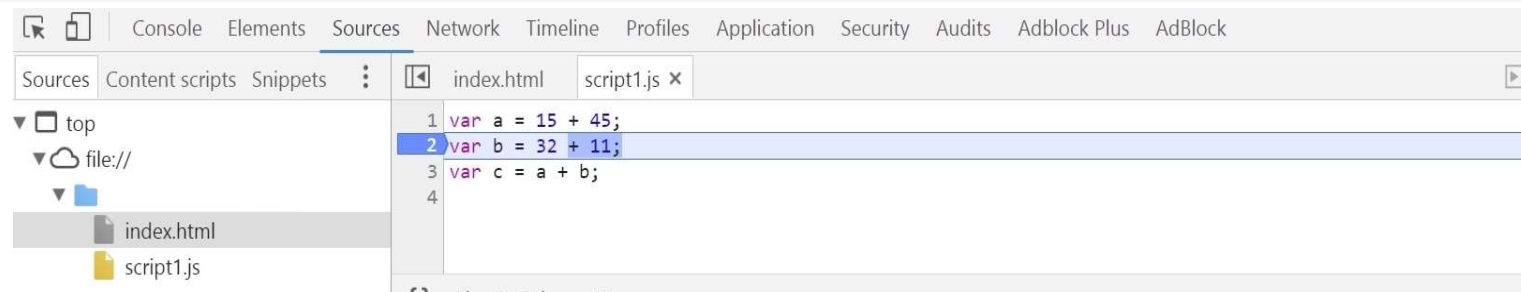 Console Elements Sources Network Timeline Profiles Application Security Audits Adblock Plus AdBlock
Sources Content scripts Snippets
index.html script1.js ×
top
file://
index.html
script1.js
1 var a = 15 + 45;
2 var b = 32 + 11;
3 var c = a + b;
4